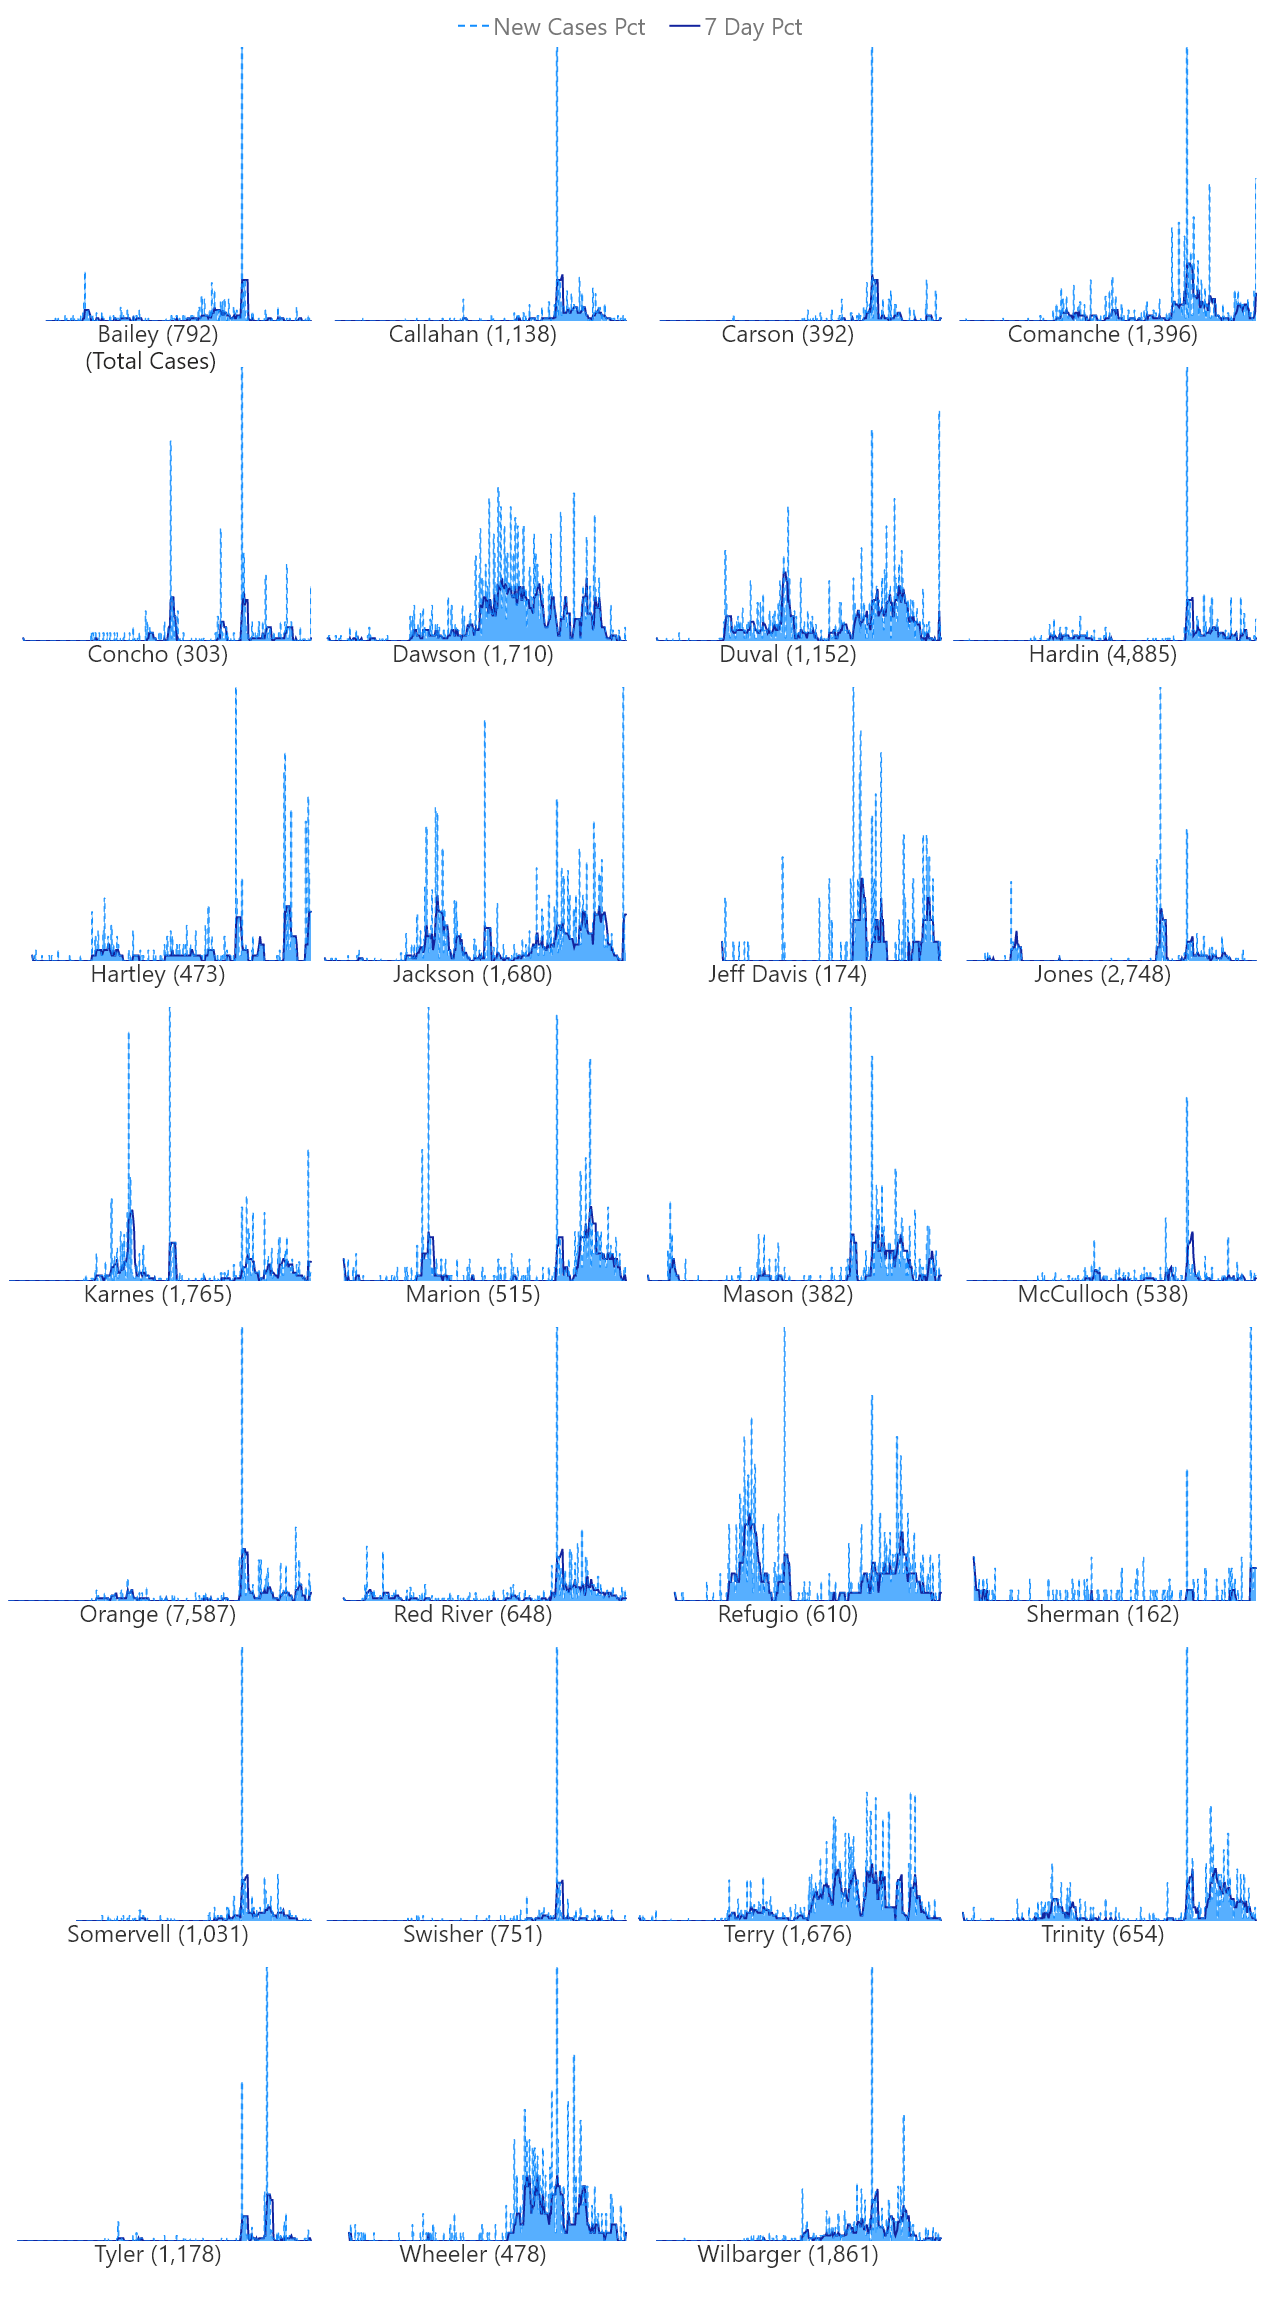 New Cases Pct 7 Day Pct
Bailey (792) Callahan (1,138) Carson (392) Comanche (1,396)
(Total Cases)
Concho (303) Dawson (1,710) Duval (1,152) Hardin (4,885)
Hartley (473) Jackson (1,680) Jeff Davis (174) Jones (2,748)
Karnes (1,765) Marion (515) Mason (382) McCulloch (538)
Orange (7,587) Red River (648) Refugio (610) Sherman (162)
Somervell (1,031) Swisher (751) Terry (1,676) Trinity (654)
Tyler (1,178) Wheeler (478) Wilbarger (1,861)